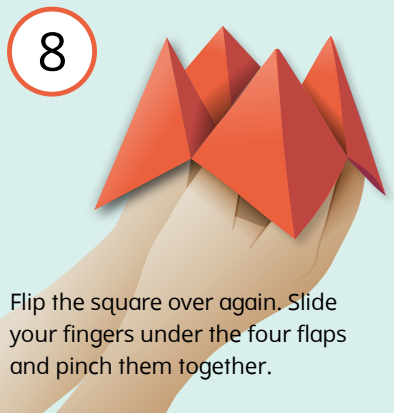 8
Flip the square over again. Slide
your fingers under the four flaps
and pinch them together.